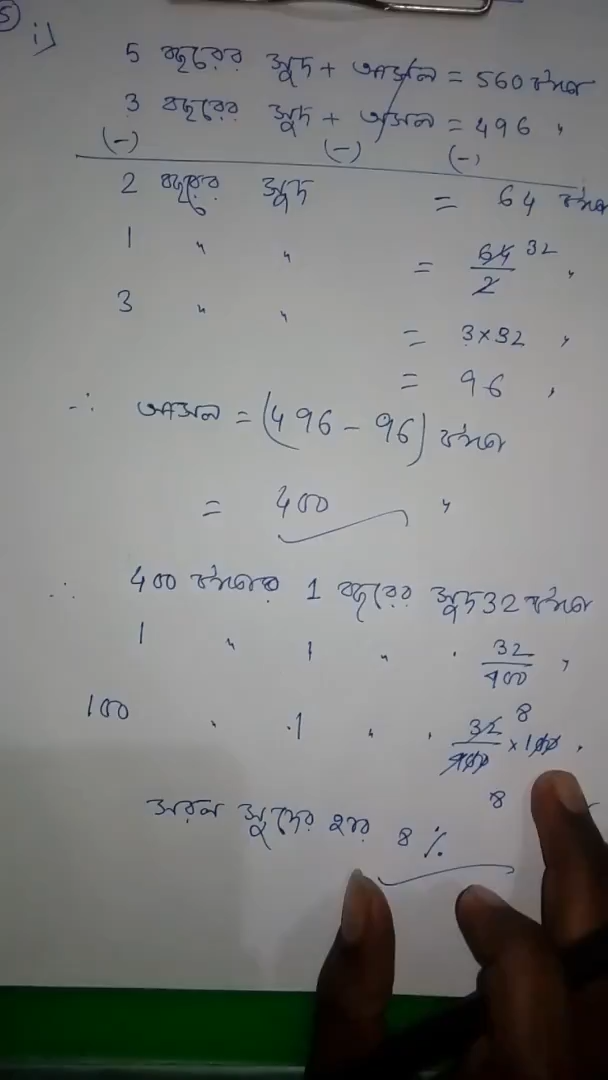 5
i)
5 বছরের সুদ + আসল = 560 টাকা
3 বছরের সুদ + আসল = 496 "
(-) (-) (-)
2 বছরের সুদ = 64 টাকা
1 " " = 64/2 32 "
3 " " = 3×32 "
= 96 "
∴ আসল = (496 - 96) টাকা
= 400 "
∴ 400 টাকার 1 বছরের সুদ 32 টাকা
1 " 1 " " 32/400 "
100 " 1 " " 32/400 × 100 "
8
8
সরল সুদের হার 8 %